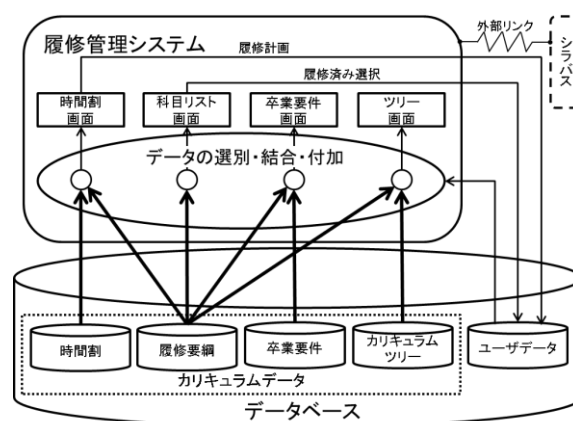 履修管理システム
外部リンク
シラバス
履修計画
履修済み選択
時間割
画面
科目リスト
画面
卒業要件
画面
ツリー
画面
データの選別・結合・付加
時間割
履修要綱
卒業要件
カリキュラム
ツリー
ユーザデータ
カリキュラムデータ
データベース